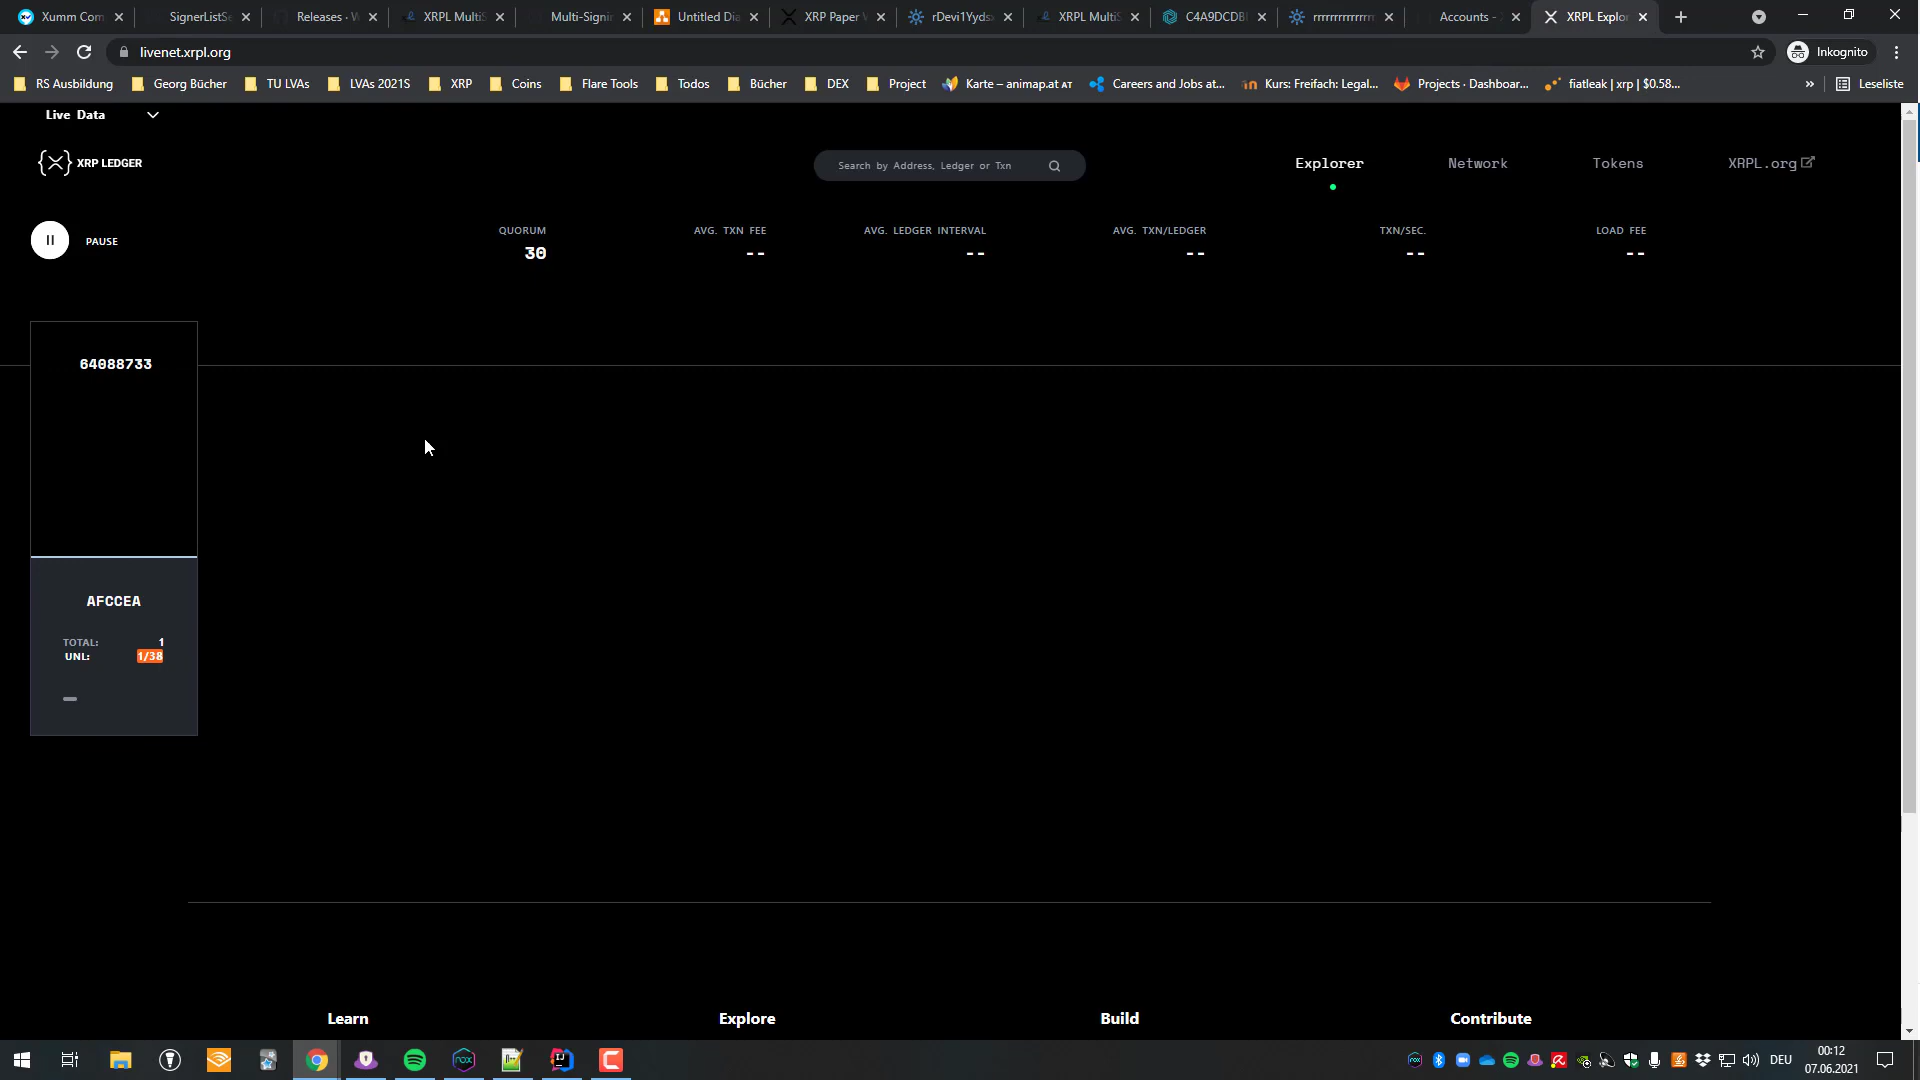 Xumm Com
SignerListSe
Releases · W
XRPL MultiS
Multi-Signin
Untitled Dia
XRP Paper W
rDevi1Yyds
XRPL MultiS
C4A9DCDB
rrrrrrrrrrrrrr
Accounts -
XRPL Explo
livenet.xrpl.org
Inkognito
RS Ausbildung
Georg Bücher
TU LVAs
LVAs 2021S
XRP
Coins
Flare Tools
Todos
Bücher
DEX
Project
Karte – animap.at AT
Careers and Jobs at...
Kurs: Freifach: Legal...
Projects · Dashboar...
fiatleak | xrp | $0.58...
»
Leseliste
Live Data
XRP LEDGER
Search by Address, Ledger or Txn
Explorer
Network
Tokens
XRPL.org
PAUSE
QUORUM
30
AVG. TXN FEE
--
AVG. LEDGER INTERVAL
--
AVG. TXN/LEDGER
--
TXN/SEC.
--
LOAD FEE
--
64088733
AFCCEA
TOTAL: 1
UNL: 1/38
Learn
Explore
Build
Contribute
DEU
00:12
07.06.2021